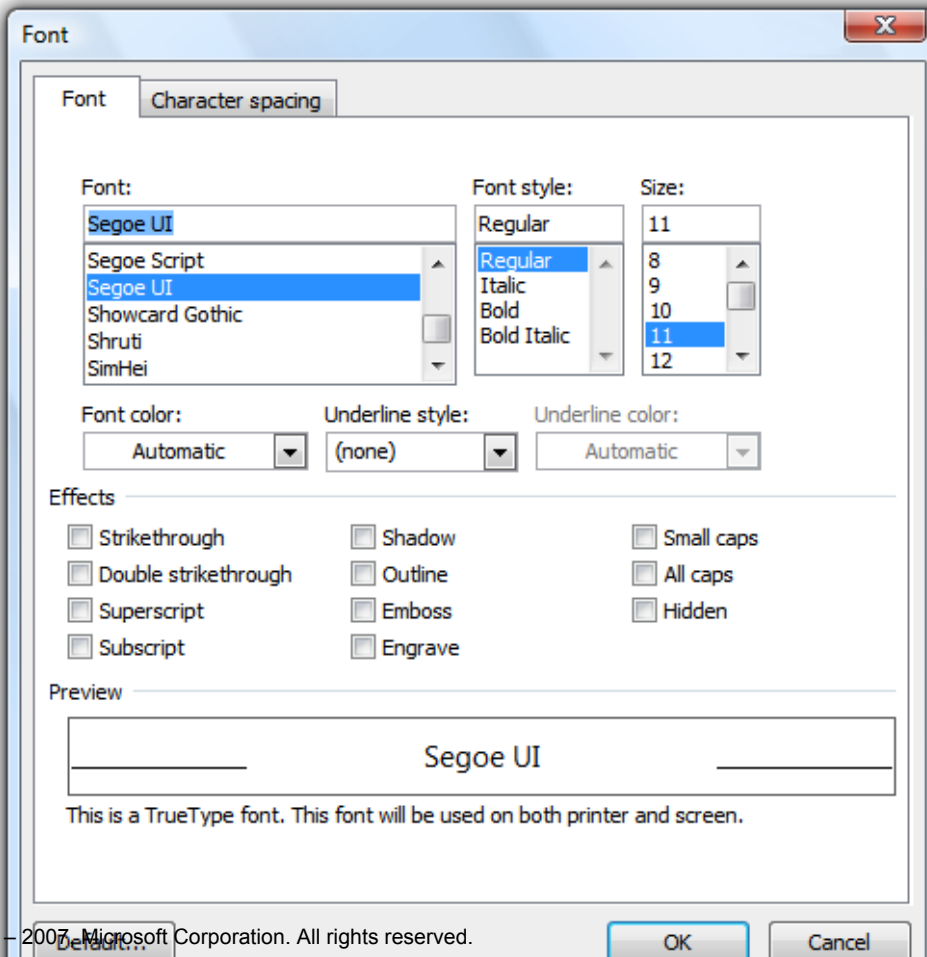 Font
Font Character spacing
Font: Font style: Size:
Segoe UI Regular 11
Segoe Script Regular 8
Segoe UI Italic 9
Showcard Gothic Bold 10
Shruti Bold Italic 11
SimHei 12
Font color: Underline style: Underline color:
Automatic (none) Automatic
Effects
Strikethrough Shadow Small caps
Double strikethrough Outline All caps
Superscript Emboss Hidden
Subscript Engrave
Preview
Segoe UI
This is a TrueType font. This font will be used on both printer and screen.
Default...
– 2007, Microsoft Corporation. All rights reserved.
OK Cancel